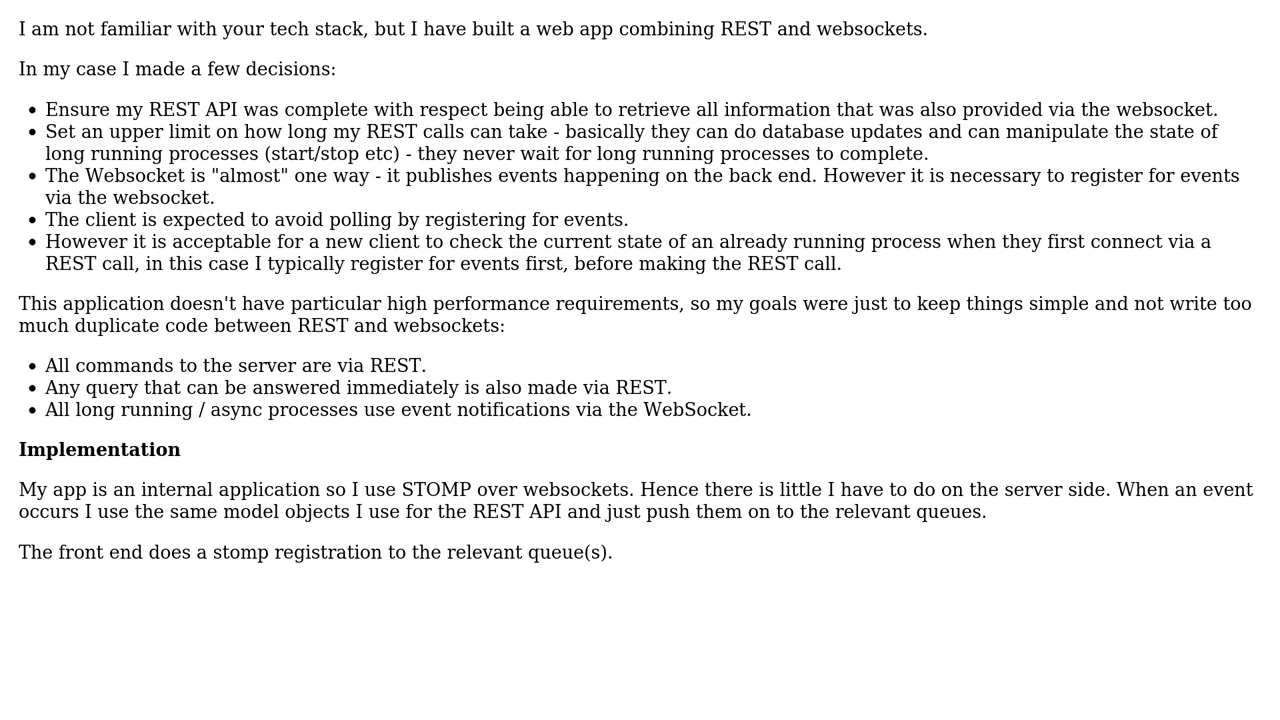 I am not familiar with your tech stack, but I have built a web app combining REST and websockets.
In my case I made a few decisions:
• Ensure my REST API was complete with respect being able to retrieve all information that was also provided via the websocket.
• Set an upper limit on how long my REST calls can take - basically they can do database updates and can manipulate the state of
long running processes (start/stop etc) - they never wait for long running processes to complete.
• The Websocket is "almost" one way - it publishes events happening on the back end. However it is necessary to register for events
via the websocket.
• The client is expected to avoid polling by registering for events.
• However it is acceptable for a new client to check the current state of an already running process when they first connect via a
REST call, in this case I typically register for events first, before making the REST call.
This application doesn't have particular high performance requirements, so my goals were just to keep things simple and not write too
much duplicate code between REST and websockets:
• All commands to the server are via REST.
• Any query that can be answered immediately is also made via REST.
• All long running / async processes use event notifications via the WebSocket.
Implementation
My app is an internal application so I use STOMP over websockets. Hence there is little I have to do on the server side. When an event
occurs I use the same model objects I use for the REST API and just push them on to the relevant queues.
The front end does a stomp registration to the relevant queue(s).